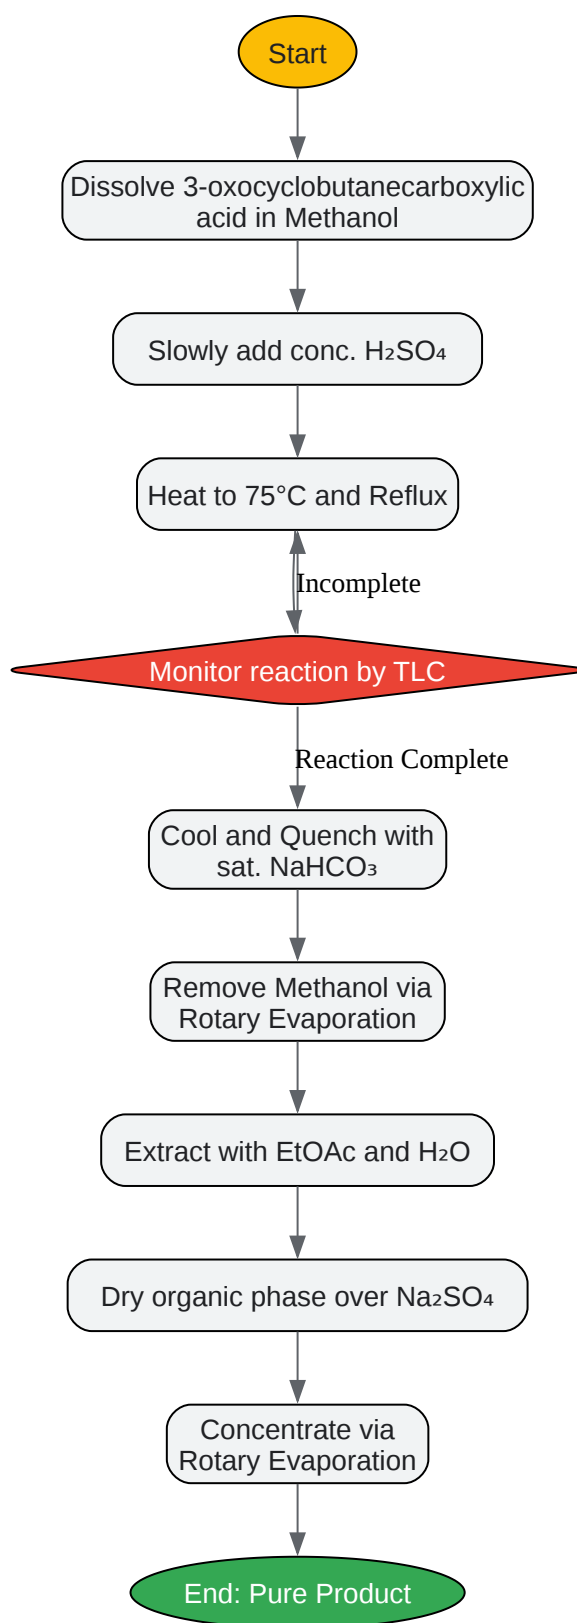 Start
Dissolve 3-oxocyclobutanecarboxylic
acid in Methanol
Slowly add conc. H₂SO₄
Heat to 75°C and Reflux
Incomplete
Monitor reaction by TLC
Reaction Complete
Cool and Quench with
sat. NaHCO₃
Remove Methanol via
Rotary Evaporation
Extract with EtOAc and H₂O
Dry organic phase over Na₂SO₄
Concentrate via
Rotary Evaporation
End: Pure Product